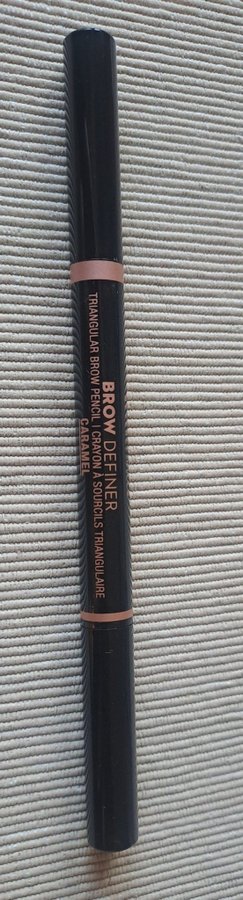 BROW DEFINER
TRIANGULAR BROW PENCIL | CRAYON À SOURCILS TRIANGULAIRE
CARAMEL